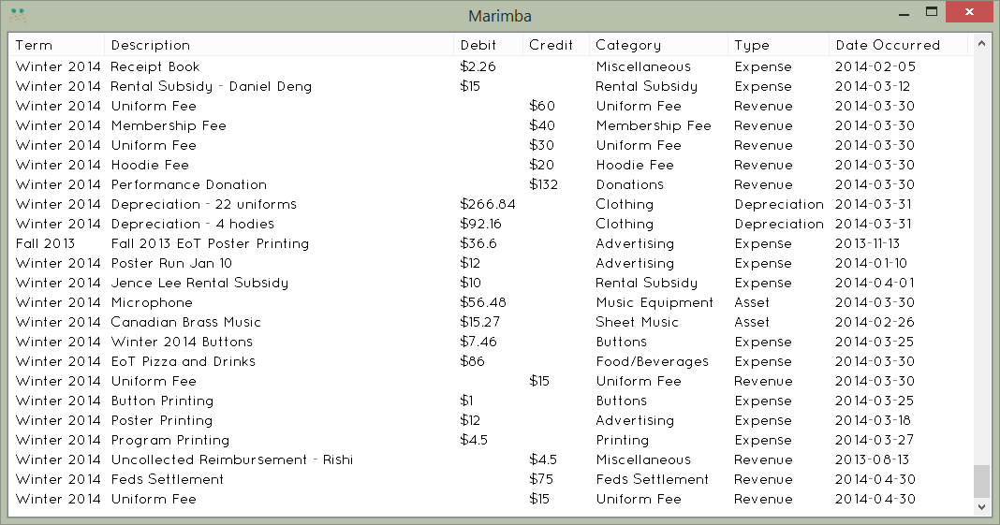 Marimba
Term Description Debit Credit Category Type Date Occurred
Winter 2014 Receipt Book $2.26 Miscellaneous Expense 2014-02-05
Winter 2014 Rental Subsidy - Daniel Deng $15 Rental Subsidy Expense 2014-03-12
Winter 2014 Uniform Fee $60 Uniform Fee Revenue 2014-03-30
Winter 2014 Membership Fee $40 Membership Fee Revenue 2014-03-30
Winter 2014 Uniform Fee $30 Uniform Fee Revenue 2014-03-30
Winter 2014 Hoodie Fee $20 Hoodie Fee Revenue 2014-03-30
Winter 2014 Performance Donation $132 Donations Revenue 2014-03-30
Winter 2014 Depreciation - 22 uniforms $266.84 Clothing Depreciation 2014-03-31
Winter 2014 Depreciation - 4 hodies $92.16 Clothing Depreciation 2014-03-31
Fall 2013 Fall 2013 EoT Poster Printing $36.6 Advertising Expense 2013-11-13
Winter 2014 Poster Run Jan 10 $12 Advertising Expense 2014-01-10
Winter 2014 Jence Lee Rental Subsidy $10 Rental Subsidy Expense 2014-04-01
Winter 2014 Microphone $56.48 Music Equipment Asset 2014-03-30
Winter 2014 Canadian Brass Music $15.27 Sheet Music Asset 2014-02-26
Winter 2014 Winter 2014 Buttons $7.46 Buttons Expense 2014-03-25
Winter 2014 EoT Pizza and Drinks $86 Food/Beverages Expense 2014-03-30
Winter 2014 Uniform Fee $15 Uniform Fee Revenue 2014-03-30
Winter 2014 Button Printing $1 Buttons Expense 2014-03-25
Winter 2014 Poster Printing $12 Advertising Expense 2014-03-18
Winter 2014 Program Printing $4.5 Printing Expense 2014-03-27
Winter 2014 Uncollected Reimbursement - Rishi $4.5 Miscellaneous Revenue 2013-08-13
Winter 2014 Feds Settlement $75 Feds Settlement Revenue 2014-04-30
Winter 2014 Uniform Fee $15 Uniform Fee Revenue 2014-04-30